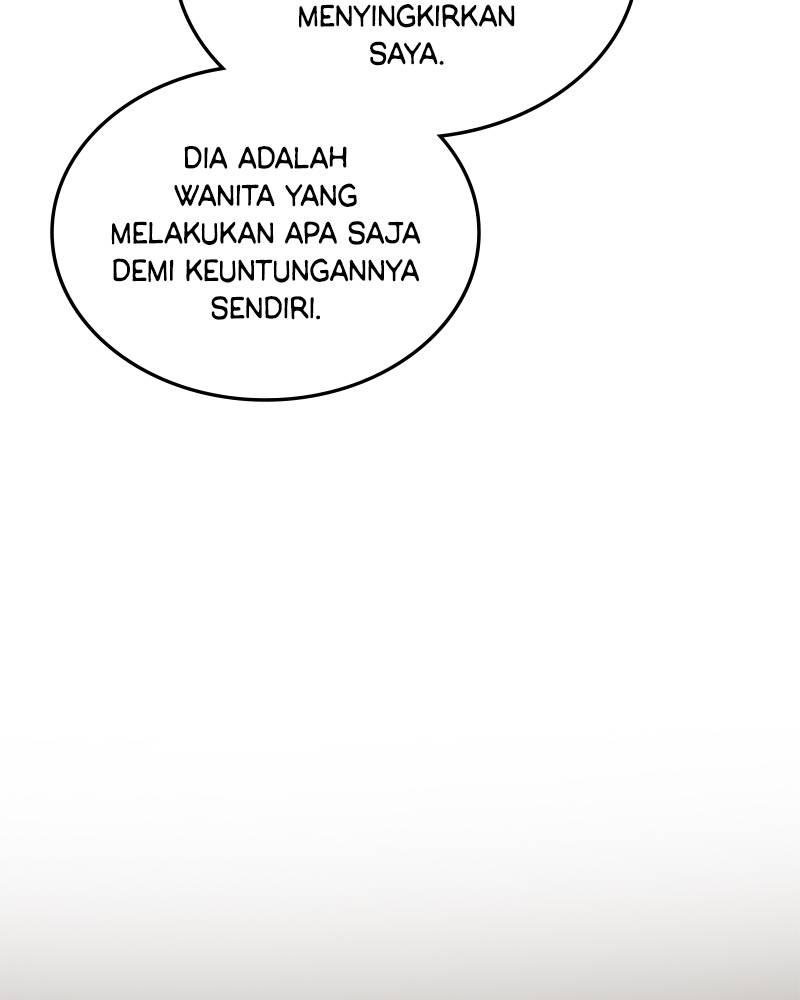 MENYINGKIRKAN
SAYA.
DIA ADALAH
WANITA YANG
MELAKUKAN APA SAJA
DEMI KEUNTUNGANNYA
SENDIRI.